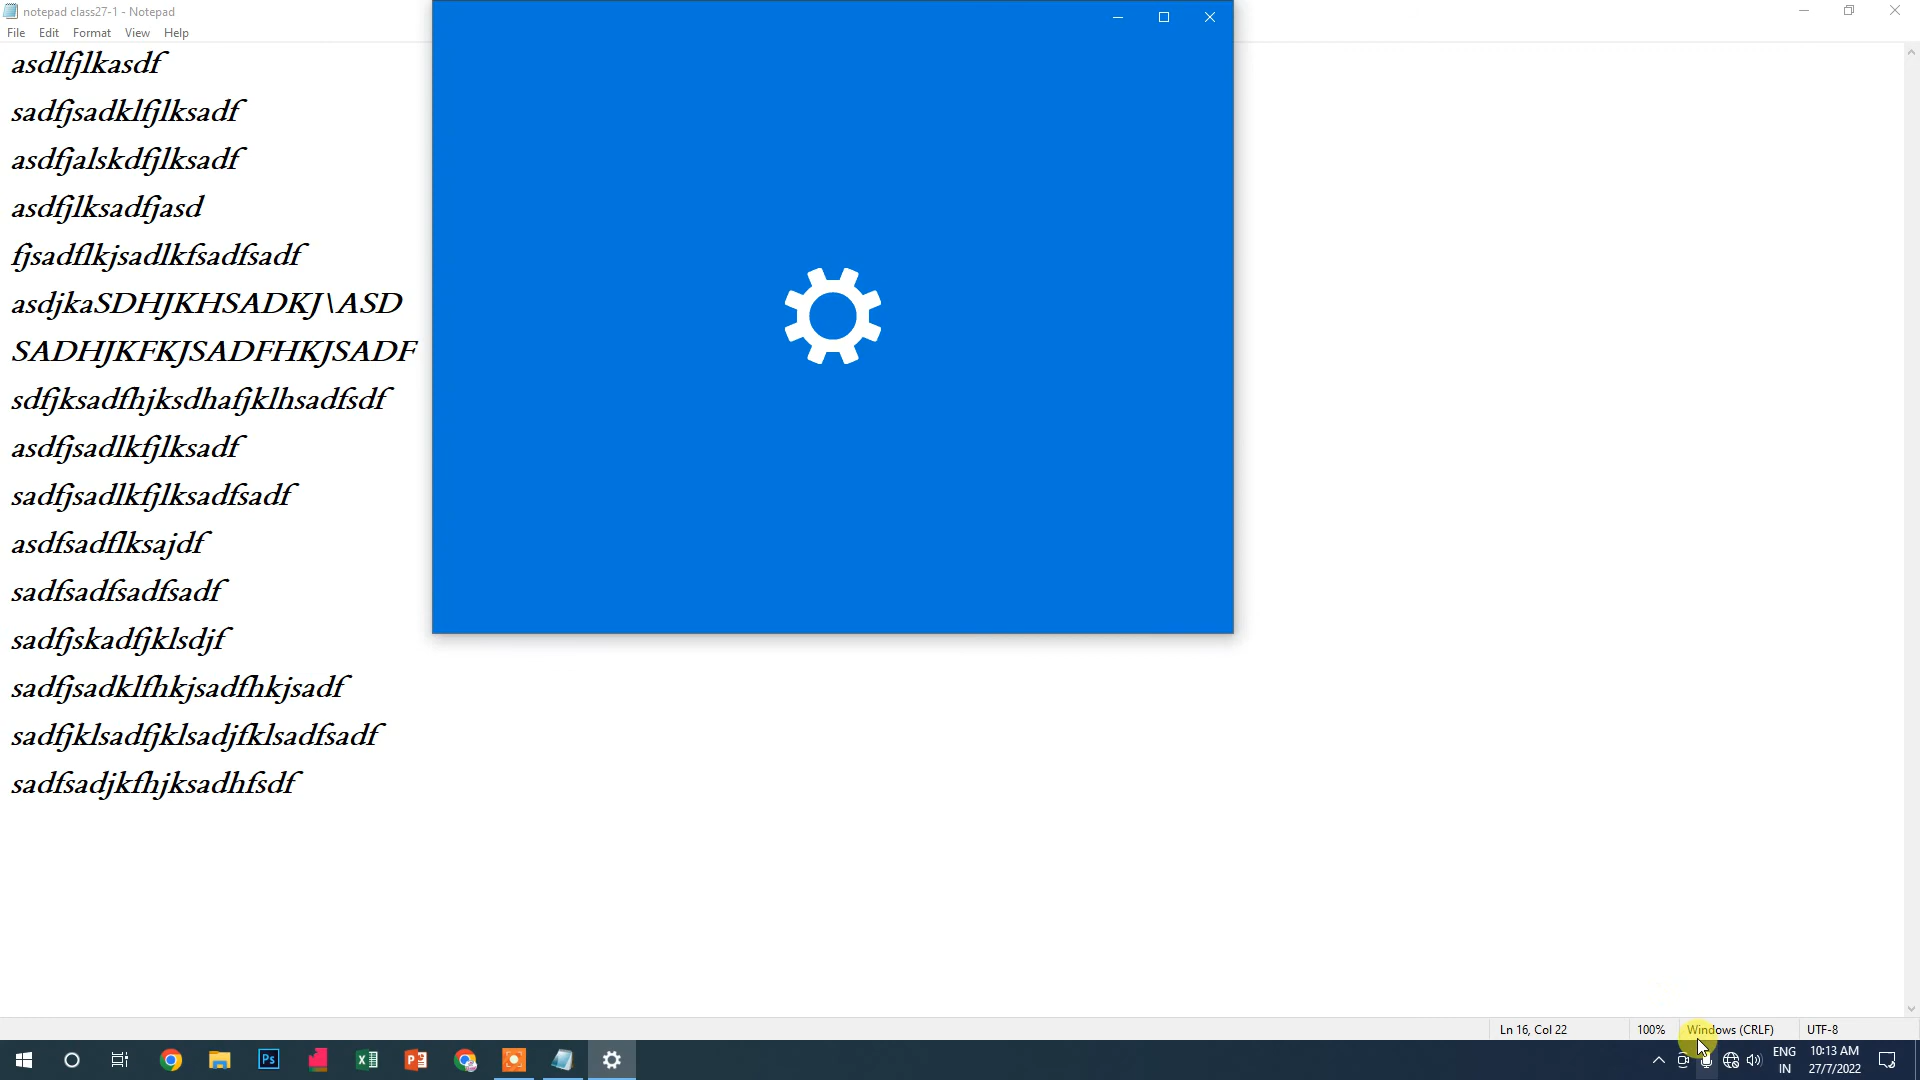 notepad class27-1 - Notepad
File Edit Format View Help
asdlfjlkasdf
sadfjsadklfjlksadf
asdfjalskdfjlksadf
asdfjlksadfjasd
fjsadflkjsadlkfsadfsadf
asdjkaSDHJKHSADKJ\ASD
SADHJKFKJSADFHKJSADF
sdfjksadfhjksdhafjklhsadfsdf
asdfjsadlkfjlksadf
sadfjsadlkfjlksadfsadf
asdfsadflksajdf
sadfsadfsadfsadf
sadfjskadfjklsdjf
sadfjsadklfhkjsadfhkjsadf
sadfjklsadfjklsadjfklsadfsadf
sadfsadjkfhjksadhfsdf
Ln 16, Col 22 100% Windows (CRLF) UTF-8
Ps
ENG 10:13 AM
IN 27/7/2022